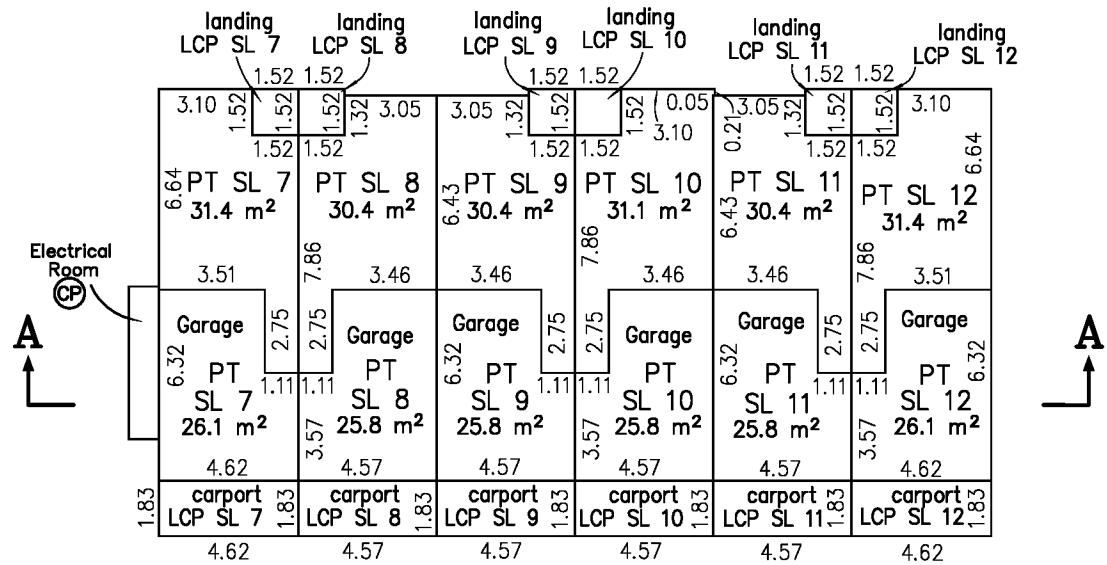 landing
LCP SL 7
landing
LCP SL 8
landing
LCP SL 9
landing
LCP SL 10
landing
LCP SL 11
landing
LCP SL 12
1.52 1.52
1.52 1.52
1.52 1.52
3.10
1.52
1.52
1.52
1.32
3.05
3.05
1.32
1.52
1.52
0.05
3.10
0.21
3.05
1.32
1.52
1.52
3.10
1.52 1.52
1.52 1.52
1.52 1.52
6.64
PT SL 7
31.4 m²
PT SL 8
30.4 m²
6.43
PT SL 9
30.4 m²
PT SL 10
31.1 m²
6.43
PT SL 11
30.4 m²
PT SL 12
31.4 m²
6.64
7.86
7.86
7.86
Electrical
Room
CP
3.51
3.46
3.46
3.46
3.46
3.51
A
A
Garage
2.75
2.75
Garage
Garage
2.75
2.75
Garage
Garage
2.75
2.75
Garage
6.32
6.32
6.32
6.32
1.11 1.11
1.11 1.11
1.11 1.11
PT
SL 7
26.1 m²
PT
SL 8
25.8 m²
PT
SL 9
25.8 m²
PT
SL 10
25.8 m²
PT
SL 11
25.8 m²
PT
SL 12
26.1 m²
3.57
3.57
3.57
4.62
4.57
4.57
4.57
4.57
4.62
1.83
carport
LCP SL 7
1.83
carport
LCP SL 8
1.83
carport
LCP SL 9
1.83
carport
LCP SL 10
carport
LCP SL 11
1.83
carport
LCP SL 12
1.83
4.62
4.57
4.57
4.57
4.57
4.62